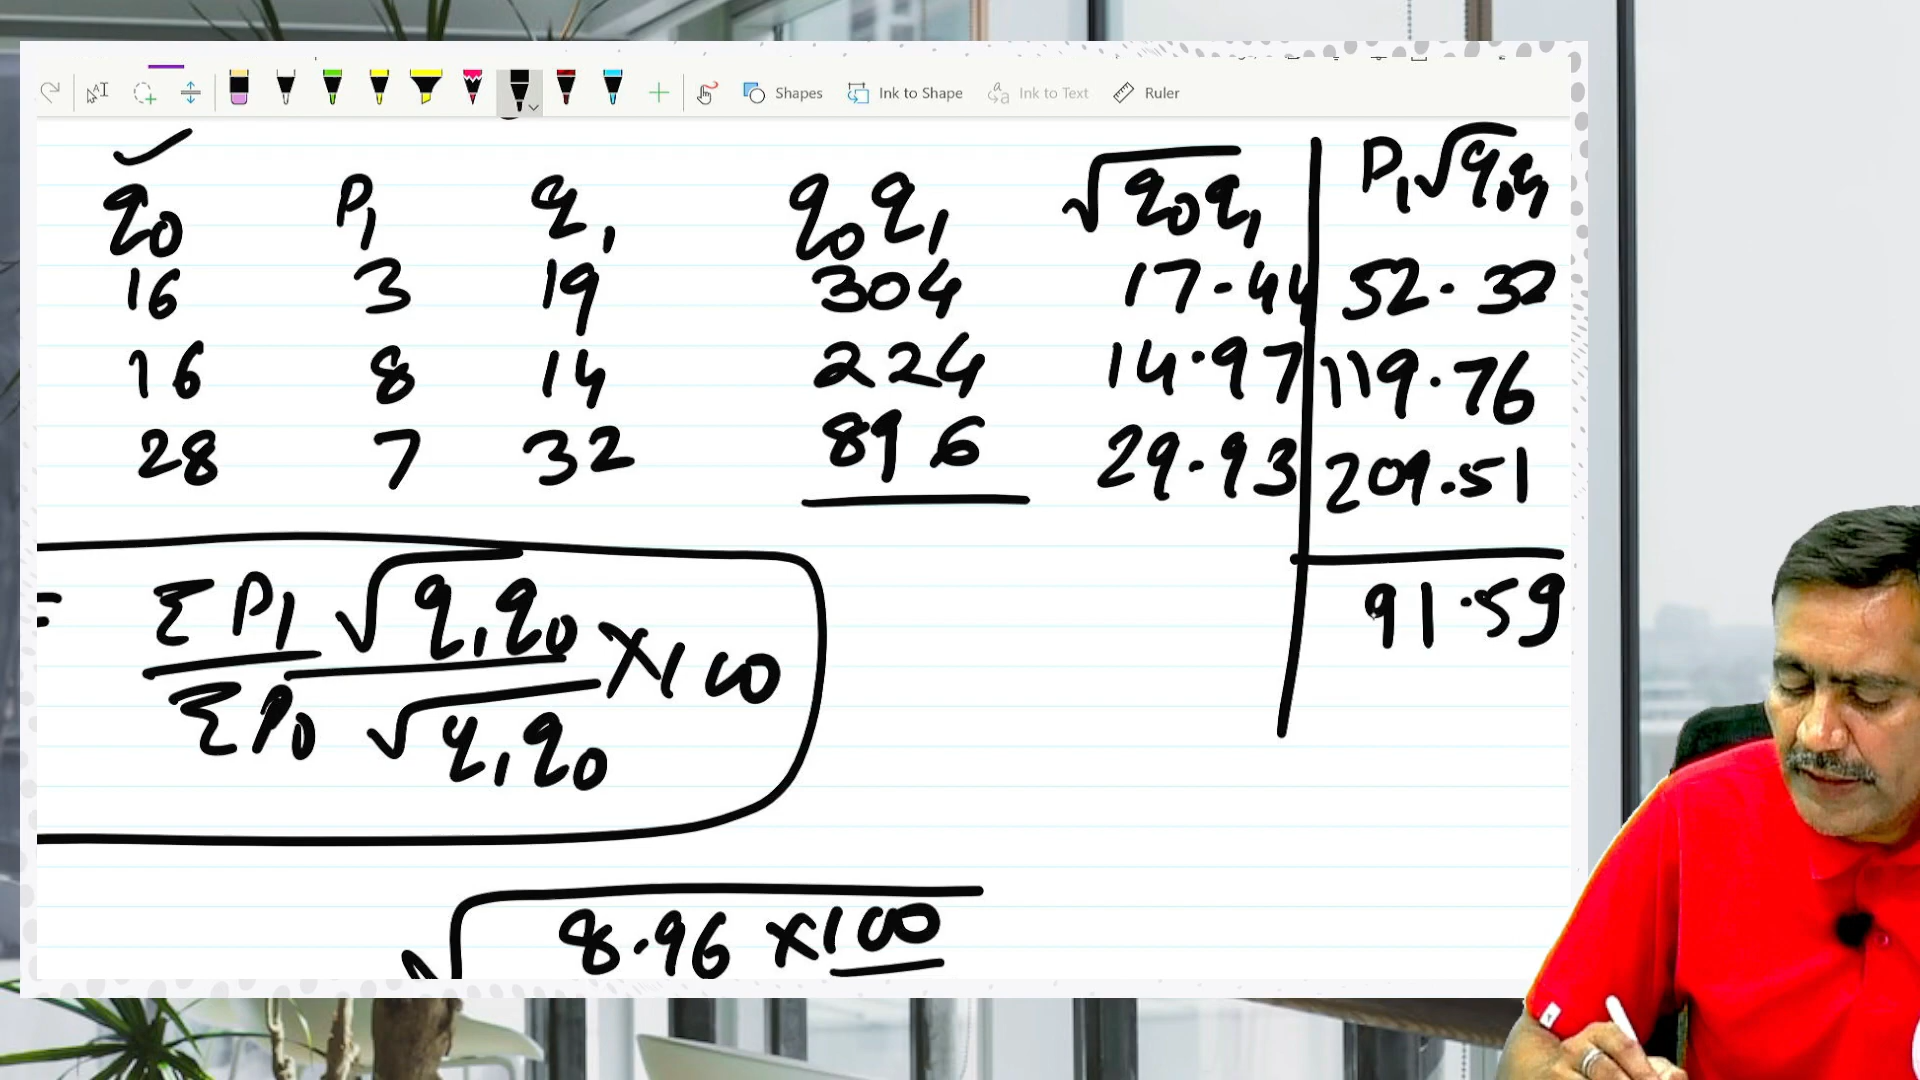 Shapes Ink to Shape Ink to Text Ruler
q0 P1 q1 q0q1 √q0q1 P1√q0q1
16 3 19 304 17.44 52.32
16 8 14 224 14.97 119.76
28 7 32 896 29.93 209.51
91.59
= ΣP1 √q1q0 ×100
ΣP0 √q1q0
√8.96 ×100